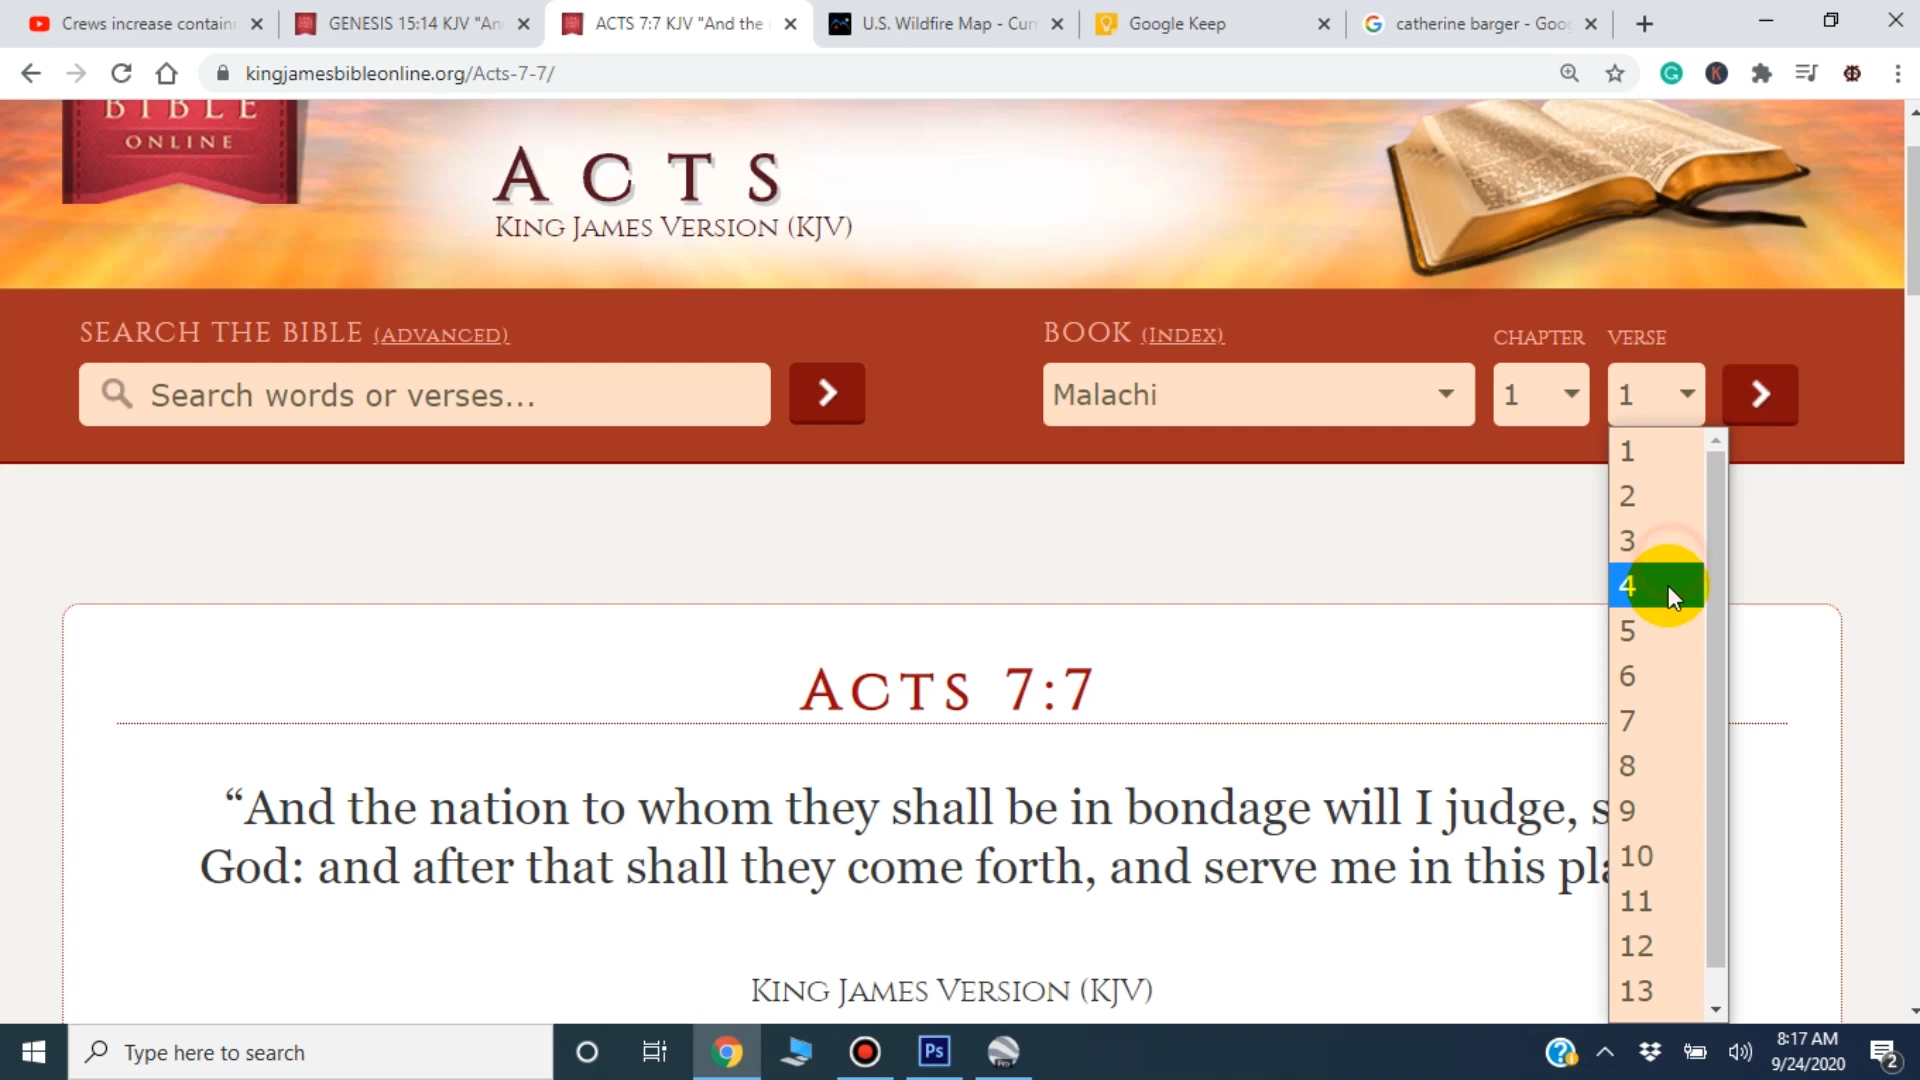 Crews increase containm
GENESIS 15:14 KJV "An
ACTS 7:7 KJV "And the
U.S. Wildfire Map - Curr
Google Keep
catherine barger - Goog
kingjamesbibleonline.org/Acts-7-7/
BIBLE
ONLINE
ACTS
KING JAMES VERSION (KJV)
SEARCH THE BIBLE (ADVANCED)
BOOK (INDEX)
CHAPTER
VERSE
Search words or verses...
Malachi
1
1
1
2
3
4
5
6
7
8
9
10
11
12
13
ACTS 7:7
“And the nation to whom they shall be in bondage will I judge, s
God: and after that shall they come forth, and serve me in this pla
KING JAMES VERSION (KJV)
Type here to search
Ps
8:17 AM
9/24/2020
2